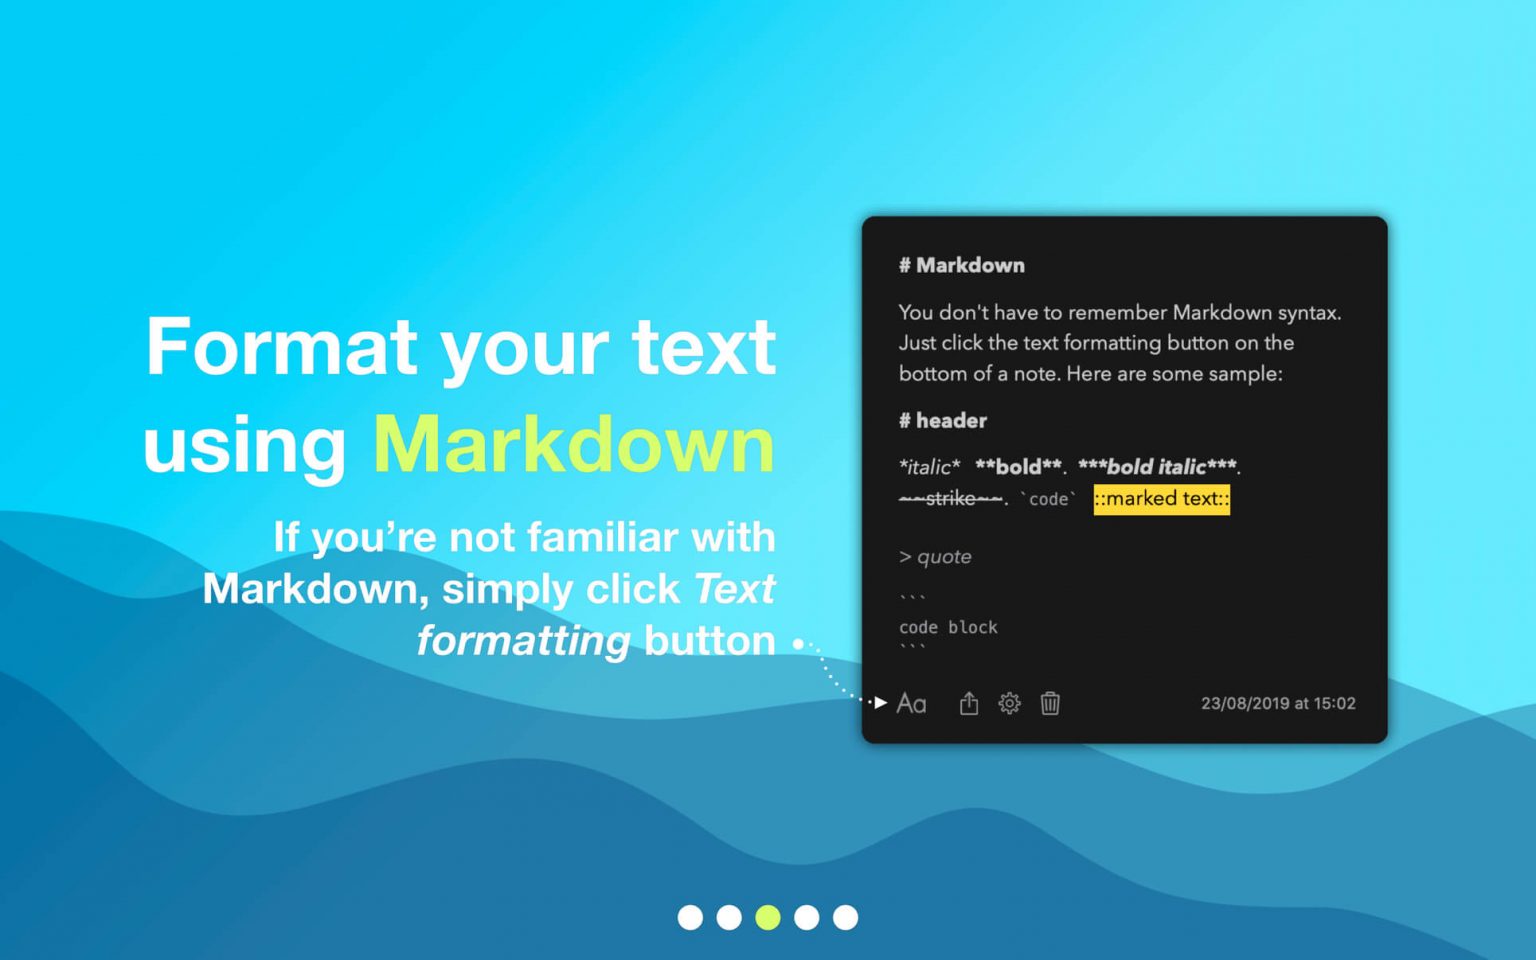 Format your text
using Markdown
If you’re not familiar with
Markdown, simply click Text
formatting button
# Markdown
You don't have to remember Markdown syntax.
Just click the text formatting button on the
bottom of a note. Here are some sample:
# header
*italic* **bold**. ***bold italic***.
~~strike~~. `code` ::marked text::
> quote
```
code block
```
Aa 23/08/2019 at 15:02